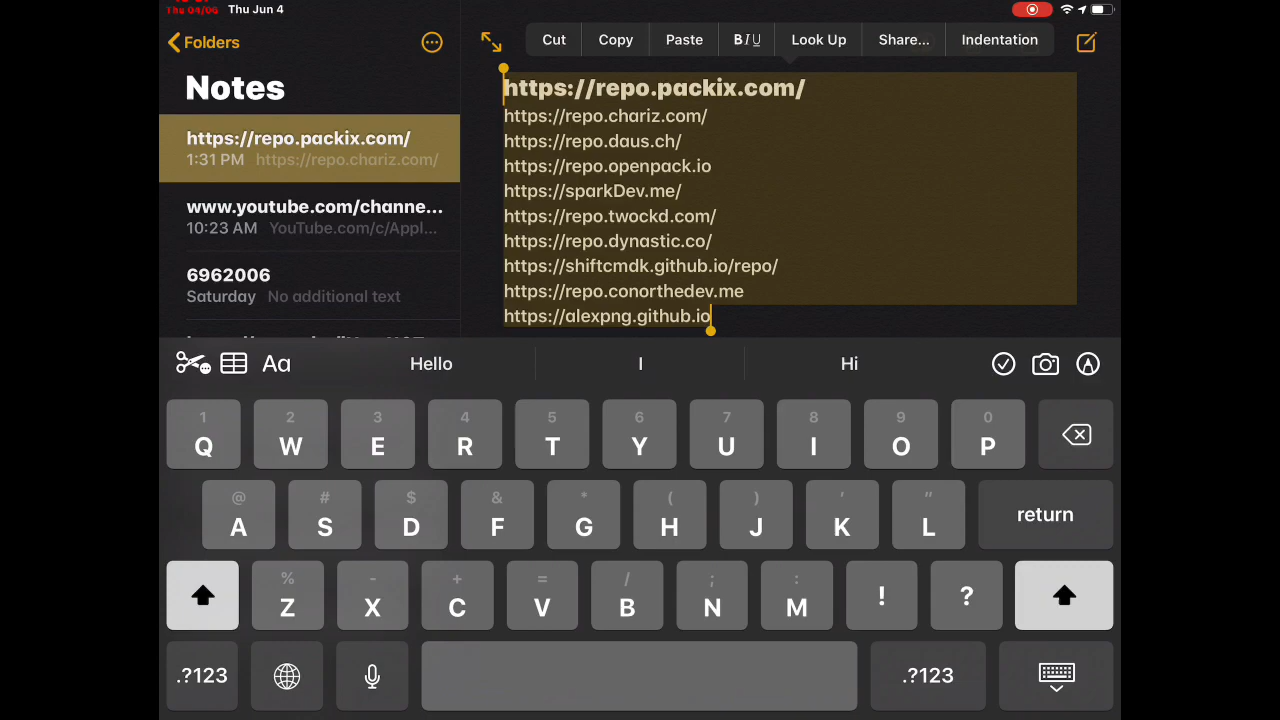 Thu 04/06
Thu Jun 4
Folders
Notes
https://repo.packix.com/
1:31 PM https://repo.chariz.com/
www.youtube.com/channe...
10:23 AM YouTube.com/c/Appl...
6962006
Saturday No additional text
Cut Copy Paste BIU Look Up Share... Indentation
https://repo.packix.com/
https://repo.chariz.com/
https://repo.daus.ch/
https://repo.openpack.io
https://sparkDev.me/
https://repo.twockd.com/
https://repo.dynastic.co/
https://shiftcmdk.github.io/repo/
https://repo.conorthedev.me
https://alexpng.github.io
Aa Hello I Hi
1 2 3 4 5 6 7 8 9 0
Q W E R T Y U I O P
@ # $ & * ( ) ' "
A S D F G H J K L return
% - + = / ; :
Z X C V B N M ! ?
.?123 .?123